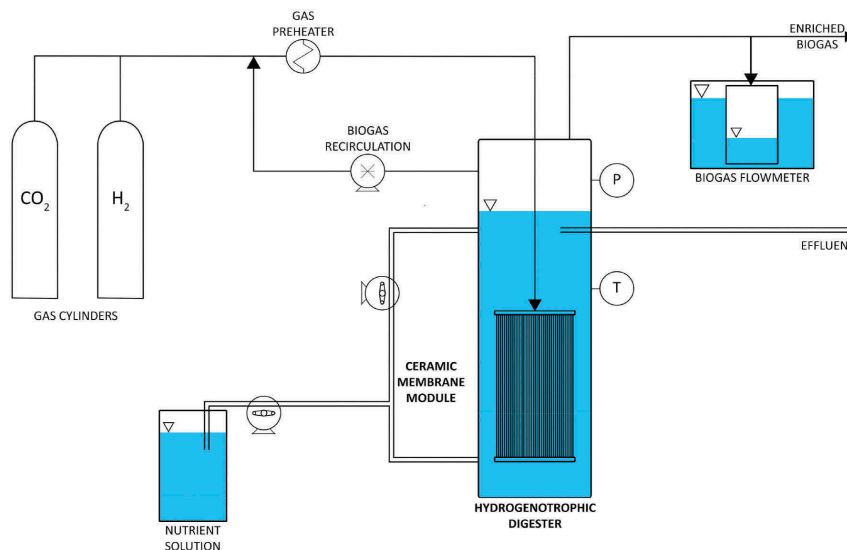 GAS
PREHEATER
ENRICHED
BIOGAS
BIOGAS
RECIRCULATION
CO2
H2
P
BIOGAS FLOWMETER
EFFLUEN
T
GAS CYLINDERS
CERAMIC
MEMBRANE
MODULE
NUTRIENT
SOLUTION
HYDROGENOTROPHIC
DIGESTER